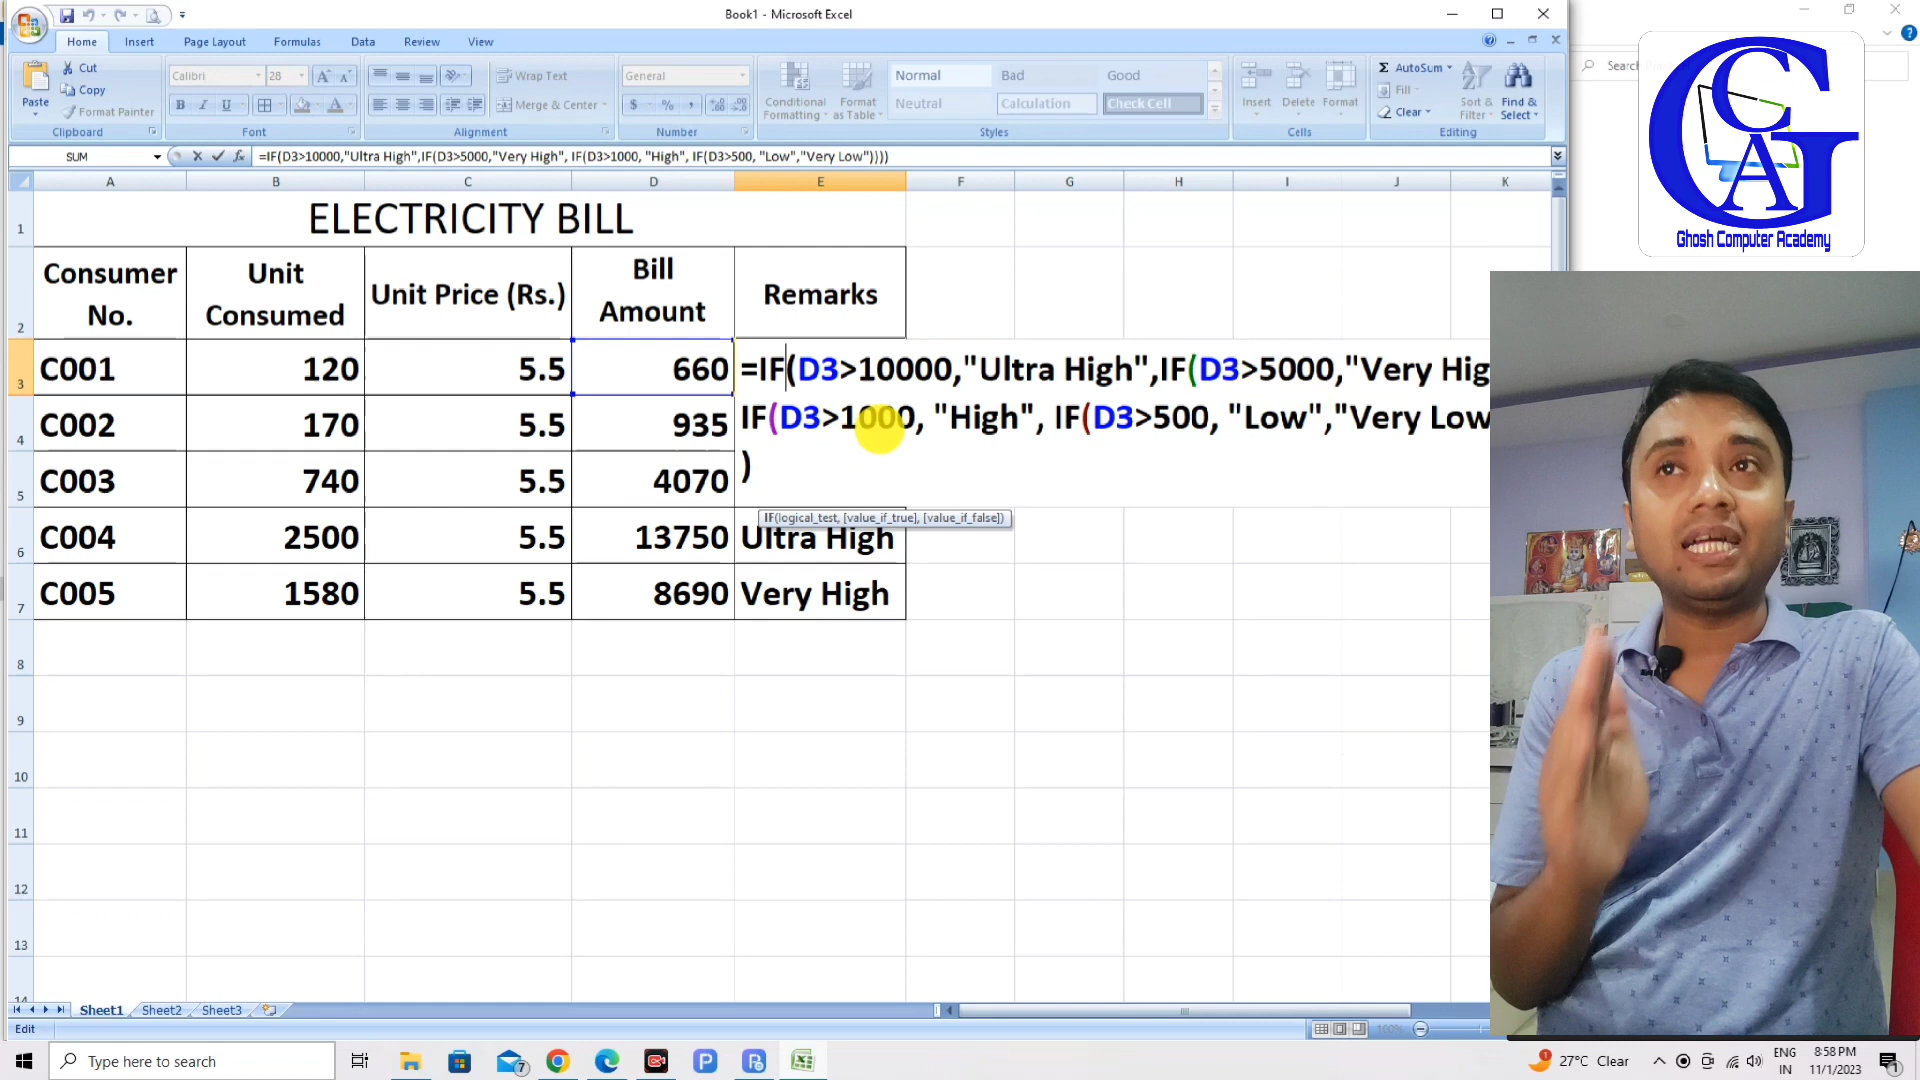 Book1 - Microsoft Excel
Home Insert Page Layout Formulas Data Review View
Paste
Cut
Copy
Format Painter
Clipboard
Calibri 28
B I U
Font
Wrap Text
Merge & Center
Alignment
General
$ % ,
Number
Conditional Formatting
Format as Table
Normal Bad Good
Neutral Calculation Check Cell
Styles
Insert Delete Format
Cells
Σ AutoSum
Fill
Clear
Sort & Filter
Find & Select
Editing
SUM =IF(D3>10000,"Ultra High",IF(D3>5000,"Very High", IF(D3>1000, "High", IF(D3>500, "Low","Very Low"))))
A B C D E F G H I J K
1 ELECTRICITY BILL
2 Consumer No. Unit Consumed Unit Price (Rs.) Bill Amount Remarks
3 C001 120 5.5 660 =IF(D3>10000,"Ultra High",IF(D3>5000,"Very Hig
4 C002 170 5.5 935 IF(D3>1000, "High", IF(D3>500, "Low","Very Low
5 C003 740 5.5 4070 )
IF(logical_test, [value_if_true], [value_if_false])
6 C004 2500 5.5 13750 Ultra High
7 C005 1580 5.5 8690 Very High
8
9
10
11
12
13
14
Sheet1 Sheet2 Sheet3
Edit 100%
Type here to search
7
27°C Clear
ENG
IN
8:58 PM
11/1/2023
1
GCA
Ghosh Computer Academy